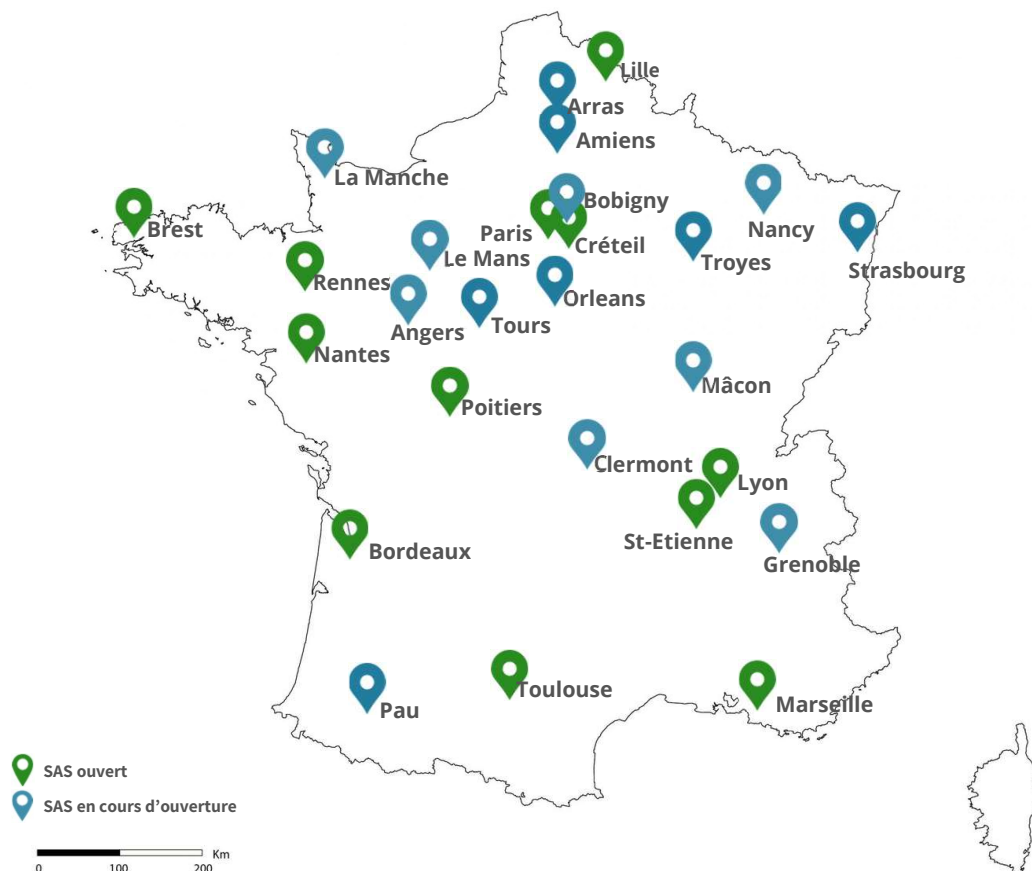 Lille
Arras
Amiens
La Manche
Bobigny
Brest
Paris
Créteil
Nancy
Le Mans
Troyes
Strasbourg
Rennes
Orleans
Angers
Tours
Nantes
Mâcon
Poitiers
Clermont
Lyon
St-Etienne
Bordeaux
Grenoble
Toulouse
Marseille
Pau
SAS ouvert
SAS en cours d’ouverture
Km
0 100 200